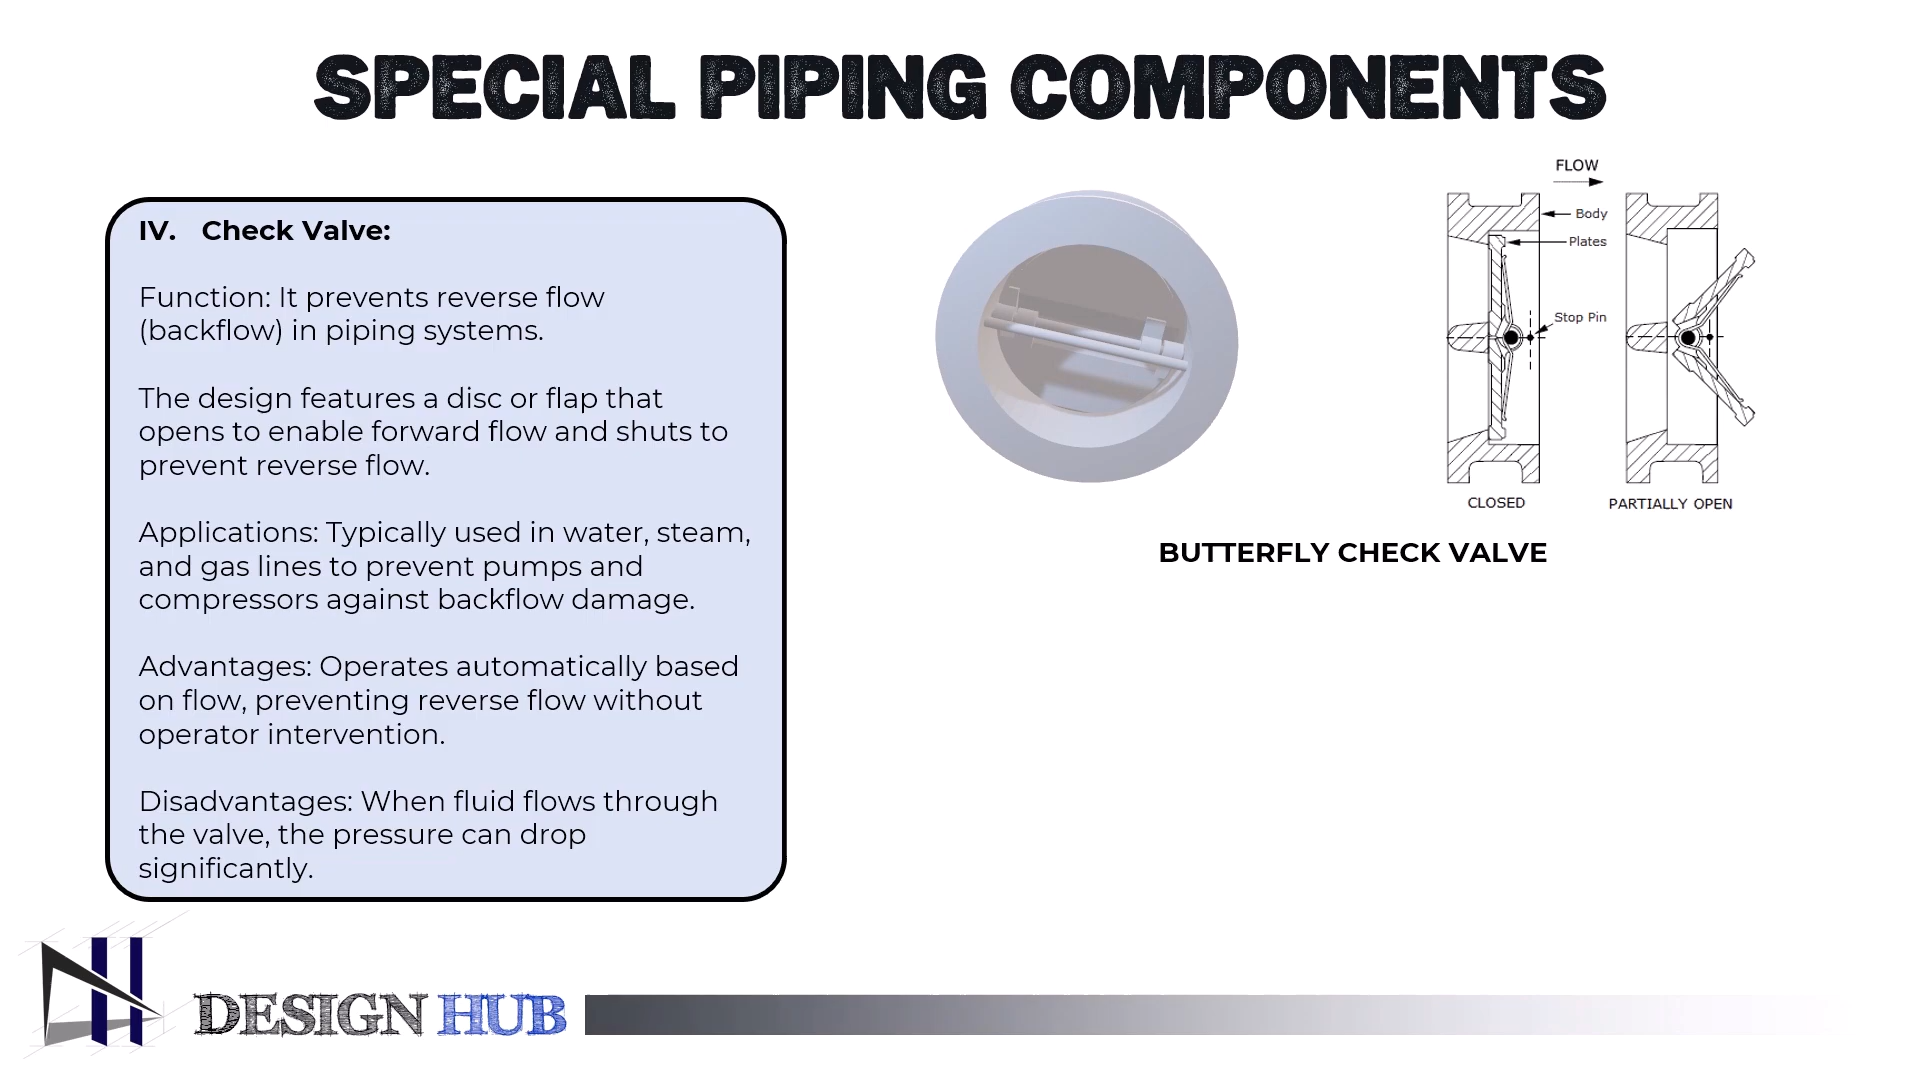 SPECIAL PIPING COMPONENTS
IV. Check Valve:
Function: It prevents reverse flow
(backflow) in piping systems.
The design features a disc or flap that
opens to enable forward flow and shuts to
prevent reverse flow.
Applications: Typically used in water, steam,
and gas lines to prevent pumps and
compressors against backflow damage.
Advantages: Operates automatically based
on flow, preventing reverse flow without
operator intervention.
Disadvantages: When fluid flows through
the valve, the pressure can drop
significantly.
FLOW
Body
Plates
Stop Pin
CLOSED
PARTIALLY OPEN
BUTTERFLY CHECK VALVE
DESIGN HUB